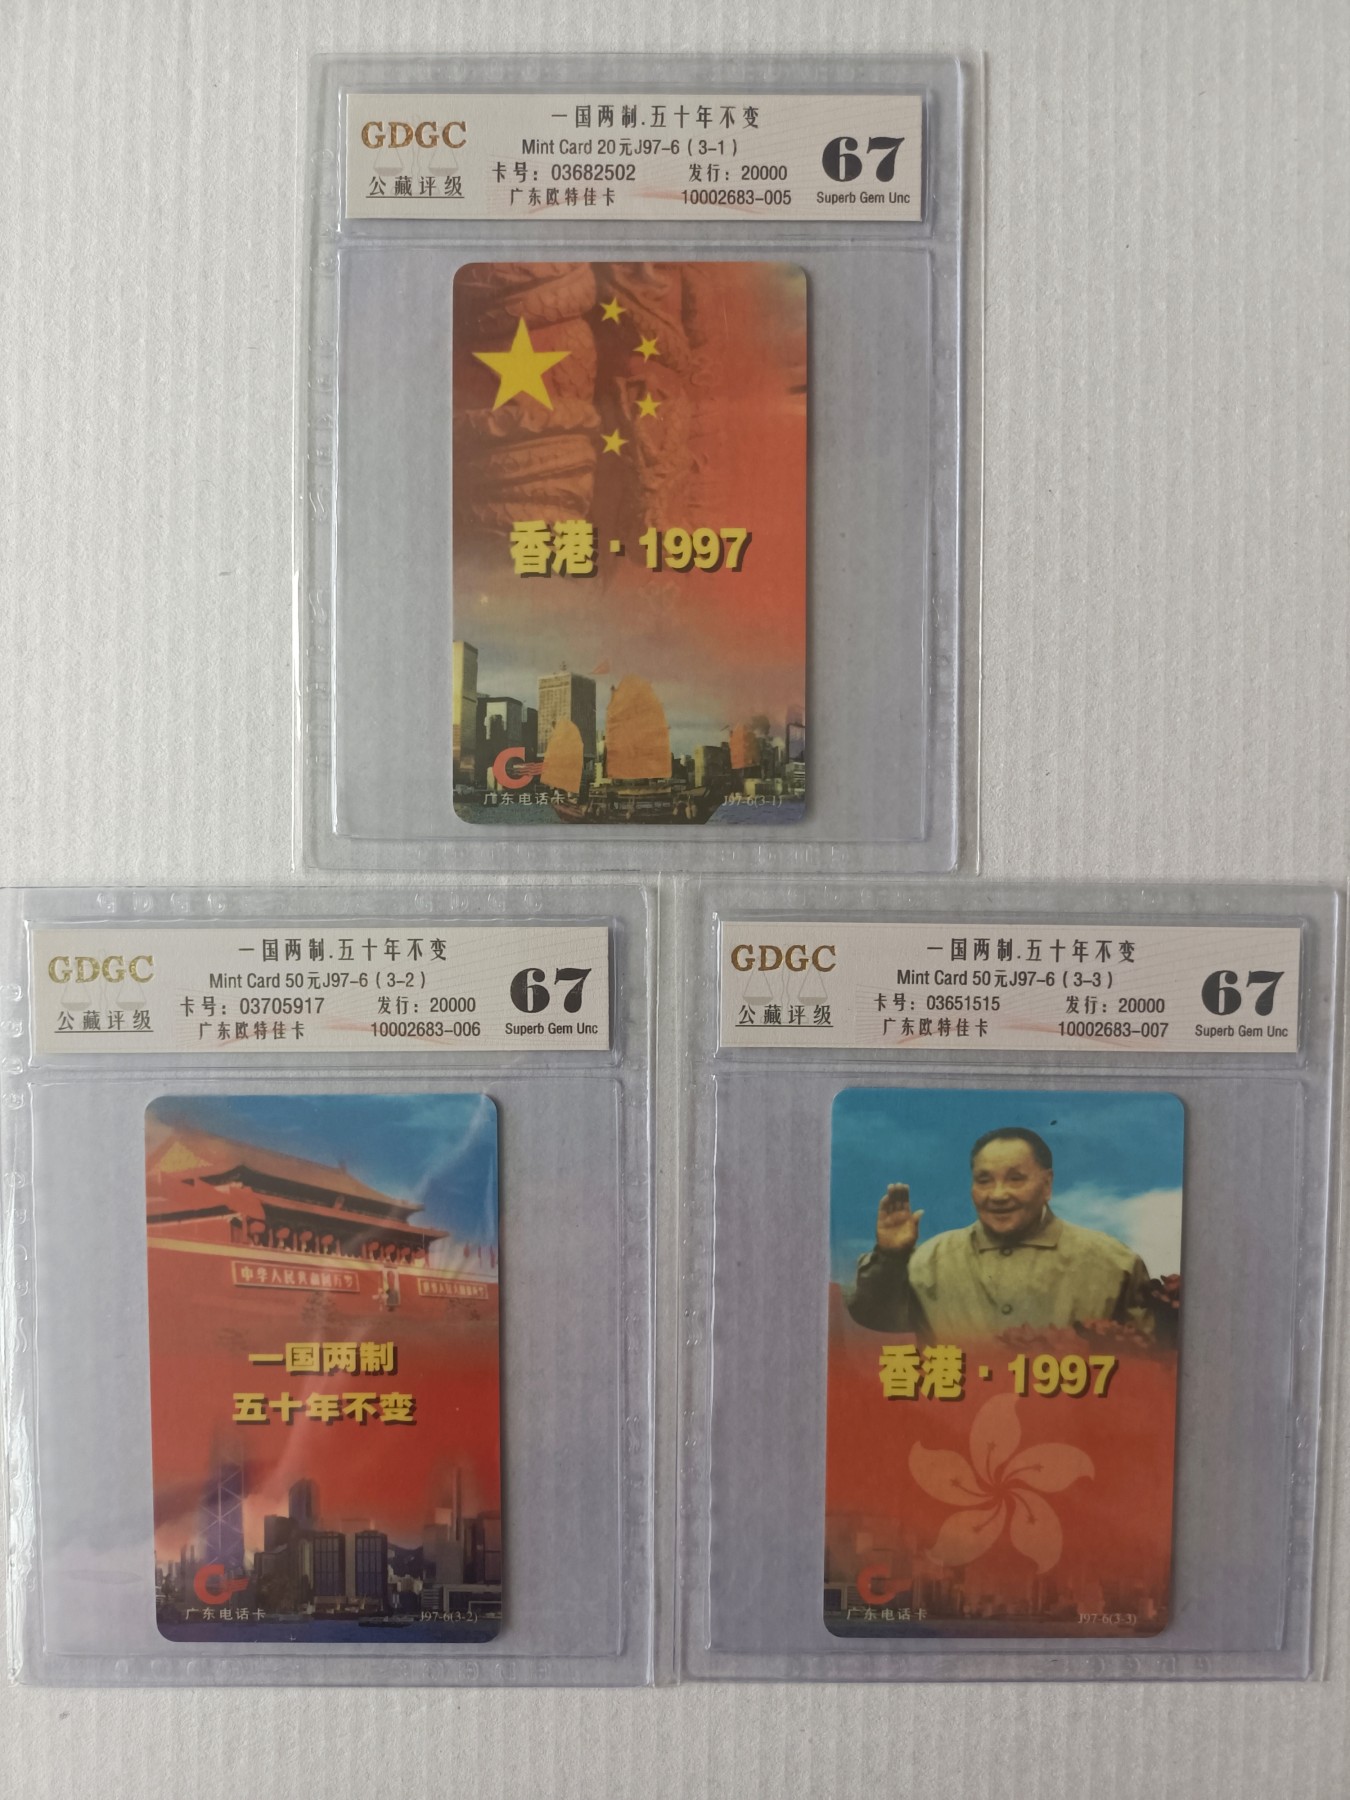 GDGC
公藏评级
一国两制.五十年不变
Mint Card 20元J97-6 (3-1)
卡号: 03682502 发行: 20000
广东欧特佳卡 10002683-005
67
Superb Gem Unc
香港·1997
广东电话卡
J97-6(3-1)
GDGC
公藏评级
一国两制.五十年不变
Mint Card 50元J97-6 (3-2)
卡号: 03705917 发行: 20000
广东欧特佳卡 10002683-006
67
Superb Gem Unc
中华人民共和国万岁
一国两制
五十年不变
广东电话卡
J97-6(3-2)
GDGC
公藏评级
一国两制.五十年不变
Mint Card 50元J97-6 (3-3)
卡号: 03651515 发行: 20000
广东欧特佳卡 10002683-007
67
Superb Gem Unc
香港·1997
广东电话卡
J97-6(3-3)